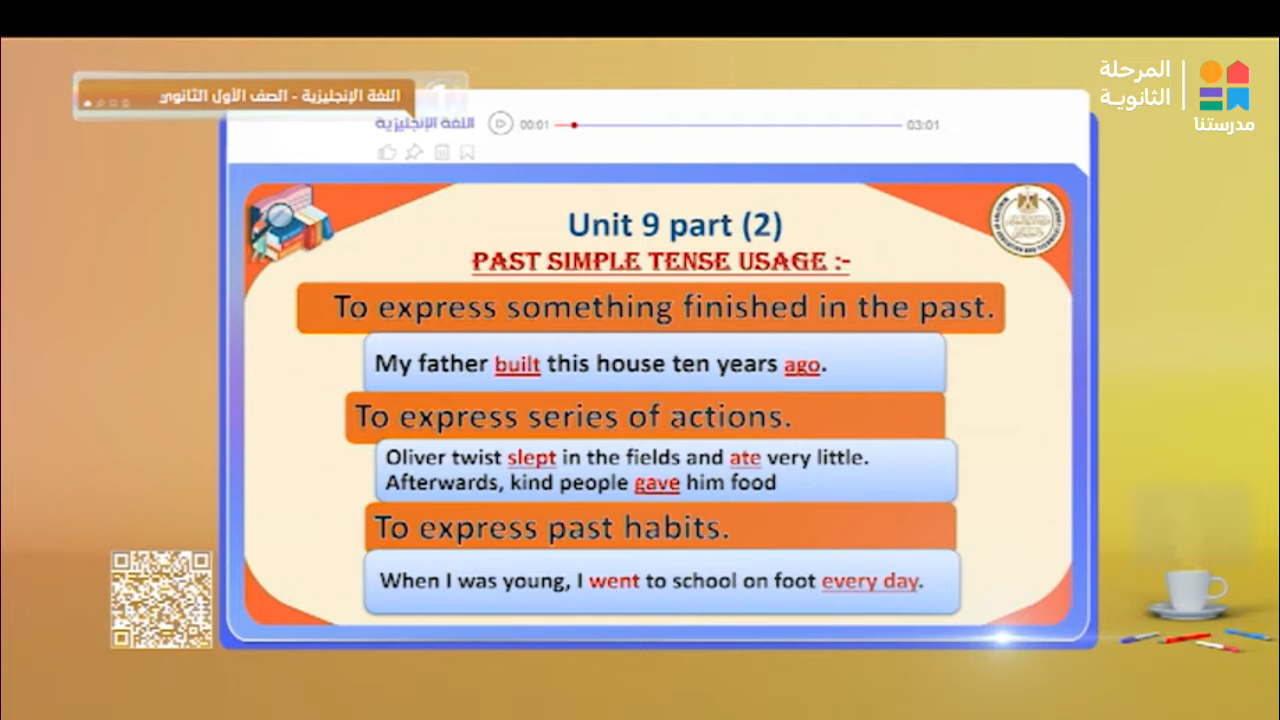 المرحلة
الثانوية
مدرستنا
اللغة الإنجليزية - الصف الأول الثانوي
اللغة الإنجليزية
00:01
03:01
Unit 9 part (2)
PAST SIMPLE TENSE USAGE :-
To express something finished in the past.
My father built this house ten years ago.
To express series of actions.
Oliver twist slept in the fields and ate very little.
Afterwards, kind people gave him food
To express past habits.
When I was young, I went to school on foot every day.